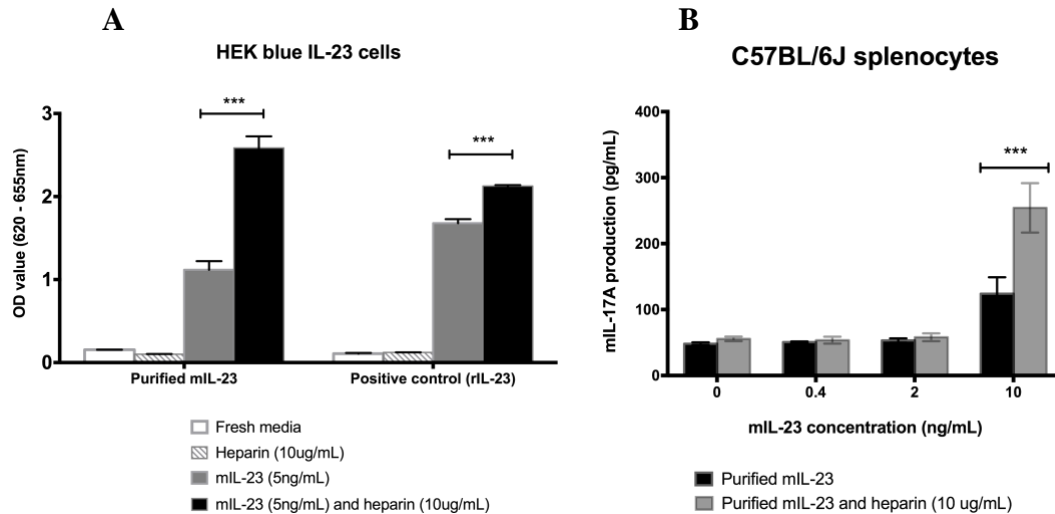 A
HEK blue IL-23 cells
OD value (620 - 655nm)
3
2
1
0
***
***
Purified mIL-23
Positive control (rIL-23)
Fresh media
Heparin (10ug/mL)
mIL-23 (5ng/mL)
mIL-23 (5ng/mL) and heparin (10ug/mL)
B
C57BL/6J splenocytes
mIL-17A production (pg/mL)
400
300
200
100
0
***
0
0.4
2
10
mIL-23 concentration (ng/mL)
Purified mIL-23
Purified mIL-23 and heparin (10 ug/mL)